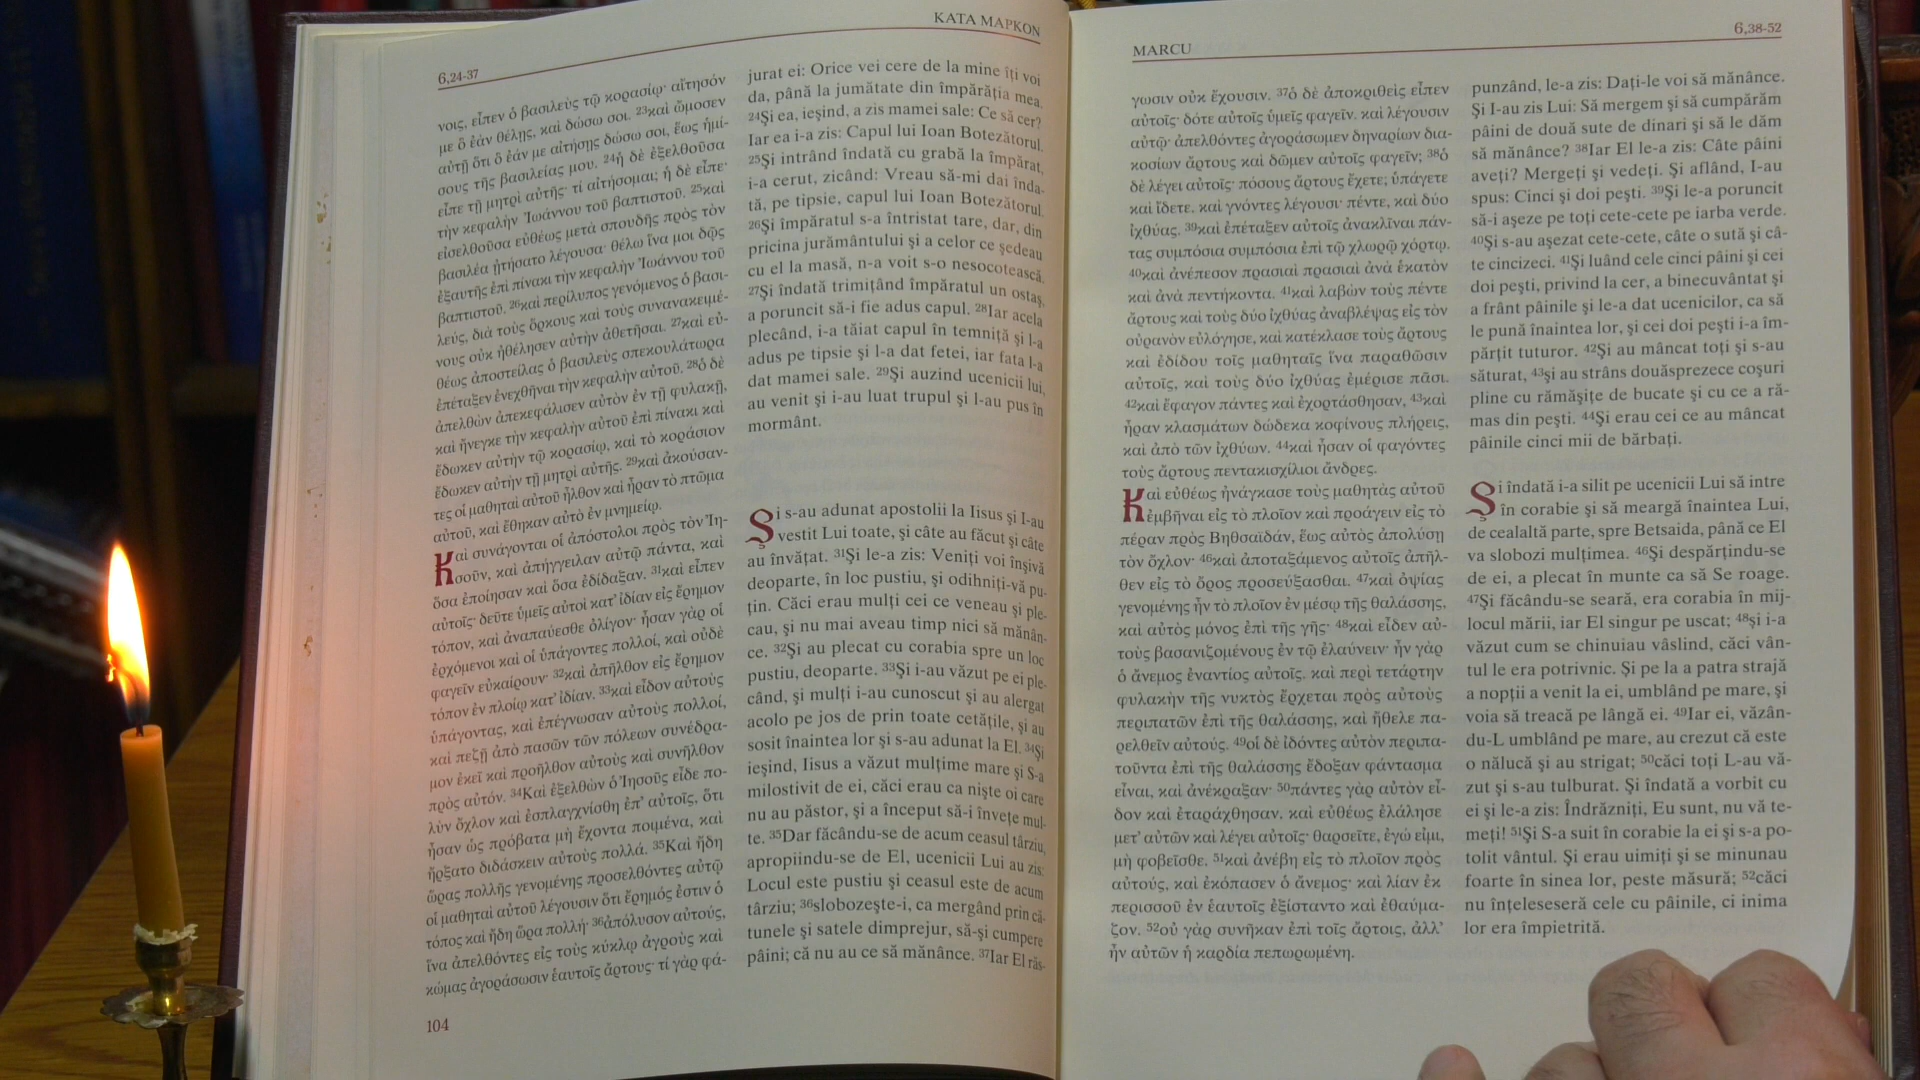 6,24-37
ΚΑΤΑ ΜΑΡΚΟΝ
νοις, εἶπεν ὁ βασιλεὺς τῷ κορασίῳ· αἴτησόν
με ὃ ἐάν θέλῃς, καὶ δώσω σοι. 23καὶ ὤμοσεν
αὐτῇ ὅτι ὃ ἐάν με αἰτήσῃς δώσω σοι, ἕως ἡμί-
σους τῆς βασιλείας μου. 24ἡ δὲ ἐξελθοῦσα
εἶπε τῇ μητρὶ αὐτῆς· τί αἰτήσομαι; ἡ δὲ εἶπε·
τὴν κεφαλὴν Ἰωάννου τοῦ βαπτιστοῦ. 25καὶ
εἰσελθοῦσα εὐθέως μετὰ σπουδῆς πρὸς τὸν
βασιλέα ᾐτήσατο λέγουσα· θέλω ἵνα μοι δῷς
ἐξαυτῆς ἐπὶ πίνακι τὴν κεφαλὴν Ἰωάννου τοῦ
βαπτιστοῦ. 26καὶ περίλυπος γενόμενος ὁ βασι-
λεύς, διὰ τοὺς ὅρκους καὶ τοὺς συνανακειμέ-
νους οὐκ ἠθέλησεν αὐτὴν ἀθετῆσαι. 27καὶ εὐ-
θέως ἀποστείλας ὁ βασιλεὺς σπεκουλάτωρα
ἐπέταξεν ἐνεχθῆναι τὴν κεφαλὴν αὐτοῦ. 28ὁ δὲ
ἀπελθὼν ἀπεκεφάλισεν αὐτὸν ἐν τῇ φυλακῇ,
καὶ ἤνεγκε τὴν κεφαλὴν αὐτοῦ ἐπὶ πίνακι καὶ
ἔδωκεν αὐτὴν τῷ κορασίῳ, καὶ τὸ κοράσιον
ἔδωκεν αὐτὴν τῇ μητρὶ αὐτῆς. 29καὶ ἀκούσαν-
τες οἱ μαθηταὶ αὐτοῦ ἦλθον καὶ ἦραν τὸ πτῶμα
αὐτοῦ, καὶ ἔθηκαν αὐτὸ ἐν μνημείῳ.
Καὶ συνάγονται οἱ ἀπόστολοι πρὸς τὸν Ἰη-
σοῦν, καὶ ἀπήγγειλαν αὐτῷ πάντα, καὶ
ὅσα ἐποίησαν καὶ ὅσα ἐδίδαξαν. 31καὶ εἶπεν
αὐτοῖς· δεῦτε ὑμεῖς αὐτοὶ κατ᾽ ἰδίαν εἰς ἔρημον
τόπον, καὶ ἀναπαύεσθε ὀλίγον· ἦσαν γὰρ οἱ
ἐρχόμενοι καὶ οἱ ὑπάγοντες πολλοί, καὶ οὐδὲ
φαγεῖν εὐκαίρουν· 32καὶ ἀπῆλθον εἰς ἔρημον
τόπον ἐν πλοίῳ κατ᾽ ἰδίαν. 33καὶ εἶδον αὐτοὺς
ὑπάγοντας, καὶ ἐπέγνωσαν αὐτοὺς πολλοί,
καὶ πεζῇ ἀπὸ πασῶν τῶν πόλεων συνέδρα-
μον ἐκεῖ καὶ προῆλθον αὐτοὺς καὶ συνῆλθον
πρὸς αὐτόν. 34Καὶ ἐξελθὼν ὁ Ἰησοῦς εἶδε πο-
λὺν ὄχλον καὶ ἐσπλαγχνίσθη ἐπ᾽ αὐτοῖς, ὅτι
ἦσαν ὡς πρόβατα μὴ ἔχοντα ποιμένα, καὶ
ἤρξατο διδάσκειν αὐτοὺς πολλά. 35Καὶ ἤδη
ὥρας πολλῆς γενομένης προσελθόντες αὐτῷ
οἱ μαθηταὶ αὐτοῦ λέγουσιν ὅτι ἔρημός ἐστιν ὁ
τόπος καὶ ἤδη ὥρα πολλή· 36ἀπόλυσον αὐτούς,
ἵνα ἀπελθόντες εἰς τοὺς κύκλῳ ἀγροὺς καὶ
κώμας ἀγοράσωσιν ἑαυτοῖς ἄρτους· τί γὰρ φά-
jurat ei: Orice vei cere de la mine îți voi
da, până la jumătate din împărăția mea.
24Şi ea, ieşind, a zis mamei sale: Ce să cer?
Iar ea i-a zis: Capul lui Ioan Botezătorul.
25Şi intrând îndată cu grabă la împărat,
i-a cerut, zicând: Vreau să-mi dai înda-
tă, pe tipsie, capul lui Ioan Botezătorul.
26Şi împăratul s-a întristat tare, dar, din
pricina jurământului şi a celor ce şedeau
cu el la masă, n-a voit s-o nesocotească.
27Şi îndată trimiţând împăratul un ostaş,
a poruncit să-i fie adus capul. 28Iar acela
plecând, i-a tăiat capul în temniţă şi l-a
adus pe tipsie şi l-a dat fetei, iar fata l-a
dat mamei sale. 29Şi auzind ucenicii lui,
au venit şi i-au luat trupul şi l-au pus în
mormânt.
Şi s-au adunat apostolii la Iisus şi I-au
vestit Lui toate, şi câte au făcut şi câte
au învăţat. 31Şi le-a zis: Veniţi voi înşivă
deoparte, în loc pustiu, şi odihniţi-vă pu-
ţin. Căci erau mulţi cei ce veneau şi ple-
cau, şi nu mai aveau timp nici să mănân-
ce. 32Şi au plecat cu corabia spre un loc
pustiu, deoparte. 33Şi i-au văzut pe ei ple-
când, şi mulţi i-au cunoscut şi au alergat
acolo pe jos de prin toate cetăţile, şi au
sosit înaintea lor şi s-au adunat la El. 34Şi
ieşind, Iisus a văzut mulţime mare şi S-a
milostivit de ei, căci erau ca nişte oi care
nu au păstor, şi a început să-i înveţe mul-
te. 35Dar făcându-se de acum ceasul târziu,
apropiindu-se de El, ucenicii Lui au zis:
Locul este pustiu şi ceasul este de acum
târziu; 36slobozeşte-i, ca mergând prin că-
tunele şi satele dimprejur, să-şi cumpere
pâini; că nu au ce să mănânce. 37Iar El răs-
104
MARCU
6,38-52
γωσιν οὐκ ἔχουσιν. 37ὁ δὲ ἀποκριθεὶς εἶπεν
αὐτοῖς· δότε αὐτοῖς ὑμεῖς φαγεῖν. καὶ λέγουσιν
αὐτῷ· ἀπελθόντες ἀγοράσωμεν δηναρίων δια-
κοσίων ἄρτους καὶ δῶμεν αὐτοῖς φαγεῖν; 38ὁ
δὲ λέγει αὐτοῖς· πόσους ἄρτους ἔχετε; ὑπάγετε
καὶ ἴδετε. καὶ γνόντες λέγουσι· πέντε, καὶ δύο
ἰχθύας. 39καὶ ἐπέταξεν αὐτοῖς ἀνακλῖναι πάν-
τας συμπόσια συμπόσια ἐπὶ τῷ χλωρῷ χόρτῳ.
40καὶ ἀνέπεσον πρασιαὶ πρασιαὶ ἀνὰ ἑκατὸν
καὶ ἀνὰ πεντήκοντα. 41καὶ λαβὼν τοὺς πέντε
ἄρτους καὶ τοὺς δύο ἰχθύας ἀναβλέψας εἰς τὸν
οὐρανὸν εὐλόγησε, καὶ κατέκλασε τοὺς ἄρτους
καὶ ἐδίδου τοῖς μαθηταῖς ἵνα παραθῶσιν
αὐτοῖς, καὶ τοὺς δύο ἰχθύας ἐμέρισε πᾶσι.
42καὶ ἔφαγον πάντες καὶ ἐχορτάσθησαν, 43καὶ
ἦραν κλασμάτων δώδεκα κοφίνους πλήρεις,
καὶ ἀπὸ τῶν ἰχθύων. 44καὶ ἦσαν οἱ φαγόντες
τοὺς ἄρτους πεντακισχίλιοι ἄνδρες.
Καὶ εὐθέως ἠνάγκασε τοὺς μαθητὰς αὐτοῦ
ἐμβῆναι εἰς τὸ πλοῖον καὶ προάγειν εἰς τὸ
πέραν πρὸς Βηθσαϊδάν, ἕως αὐτὸς ἀπολύσῃ
τὸν ὄχλον· 46καὶ ἀποταξάμενος αὐτοῖς ἀπῆλ-
θεν εἰς τὸ ὄρος προσεύξασθαι. 47καὶ ὀψίας
γενομένης ἦν τὸ πλοῖον ἐν μέσῳ τῆς θαλάσσης,
καὶ αὐτὸς μόνος ἐπὶ τῆς γῆς· 48καὶ εἶδεν αὐ-
τοὺς βασανιζομένους ἐν τῷ ἐλαύνειν· ἦν γὰρ
ὁ ἄνεμος ἐναντίος αὐτοῖς. καὶ περὶ τετάρτην
φυλακὴν τῆς νυκτὸς ἔρχεται πρὸς αὐτοὺς
περιπατῶν ἐπὶ τῆς θαλάσσης, καὶ ἤθελε πα-
ρελθεῖν αὐτούς. 49οἱ δὲ ἰδόντες αὐτὸν περιπα-
τοῦντα ἐπὶ τῆς θαλάσσης ἔδοξαν φάντασμα
εἶναι, καὶ ἀνέκραξαν· 50πάντες γὰρ αὐτὸν εἶ-
δον καὶ ἐταράχθησαν. καὶ εὐθέως ἐλάλησε
μετ᾽ αὐτῶν καὶ λέγει αὐτοῖς· θαρσεῖτε, ἐγώ εἰμι,
μὴ φοβεῖσθε. 51καὶ ἀνέβη εἰς τὸ πλοῖον πρὸς
αὐτούς, καὶ ἐκόπασεν ὁ ἄνεμος· καὶ λίαν ἐκ
περισσοῦ ἐν ἑαυτοῖς ἐξίσταντο καὶ ἐθαύμα-
ζον. 52οὐ γὰρ συνῆκαν ἐπὶ τοῖς ἄρτοις, ἀλλ᾽
ἦν αὐτῶν ἡ καρδία πεπωρωμένη.
punzând, le-a zis: Daţi-le voi să mănânce.
Şi I-au zis Lui: Să mergem şi să cumpărăm
pâini de două sute de dinari şi să le dăm
să mănânce? 38Iar El le-a zis: Câte pâini
aveţi? Mergeţi şi vedeţi. Şi aflând, I-au
spus: Cinci şi doi peşti. 39Şi le-a poruncit
să-i aşeze pe toţi cete-cete pe iarba verde.
40Şi s-au aşezat cete-cete, câte o sută şi câ-
te cincizeci. 41Şi luând cele cinci pâini şi cei
doi peşti, privind la cer, a binecuvântat şi
a frânt pâinile şi le-a dat ucenicilor, ca să
le pună înaintea lor, şi cei doi peşti i-a îm-
părţit tuturor. 42Şi au mâncat toţi şi s-au
săturat, 43şi au strâns douăsprezece coşuri
pline cu rămăşiţe de bucate şi cu ce a ră-
mas din peşti. 44Şi erau cei ce au mâncat
pâinile cinci mii de bărbaţi.
Şi îndată i-a silit pe ucenicii Lui să intre
în corabie şi să meargă înaintea Lui,
de cealaltă parte, spre Betsaida, până ce El
va slobozi mulţimea. 46Şi despărţindu-se
de ei, a plecat în munte ca să Se roage.
47Şi făcându-se seară, era corabia în mij-
locul mării, iar El singur pe uscat; 48şi i-a
văzut cum se chinuiau vâslind, căci vân-
tul le era potrivnic. Şi pe la a patra strajă
a nopţii a venit la ei, umblând pe mare, şi
voia să treacă pe lângă ei. 49Iar ei, văzân-
du-L umblând pe mare, au crezut că este
o nălucă şi au strigat; 50căci toţi L-au vă-
zut şi s-au tulburat. Şi îndată a vorbit cu
ei şi le-a zis: Îndrăzniţi, Eu sunt, nu vă te-
meţi! 51Şi S-a suit în corabie la ei şi s-a po-
tolit vântul. Şi erau uimiţi şi se minunau
foarte în sinea lor, peste măsură; 52căci
nu înţeleseseră cele cu pâinile, ci inima
lor era împietrită.